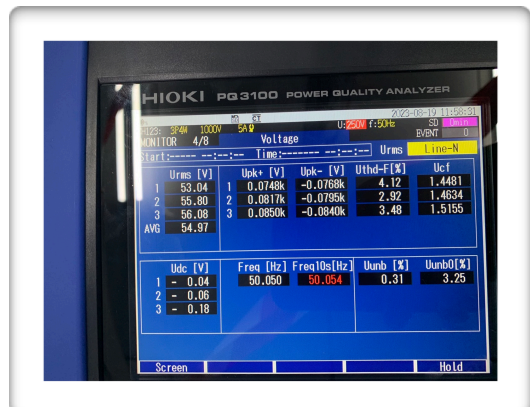 HIOKI PQ3100 POWER QUALITY ANALYZER
2023-08-19 11:58:31
U123: 3P4W 1000V 5A U:250V f:50Hz SD 0min
MONITOR 4/8 Voltage EVENT 0
Start:----- --:--:-- Time:------- --:--:-- Urms Line-N
Urms [V] Upk+ [V] Upk- [V] Uthd-F[%] Ucf
1 53.04 1 0.0748k -0.0768k 4.12 1.4481
2 55.80 2 0.0817k -0.0795k 2.92 1.4634
3 56.08 3 0.0850k -0.0840k 3.48 1.5155
AVG 54.97
Udc [V] Freq [Hz] Freq10s[Hz] Uunb [%] Uunb0[%]
1 - 0.04 50.050 50.054 0.31 3.25
2 - 0.06
3 - 0.18
Screen Hold